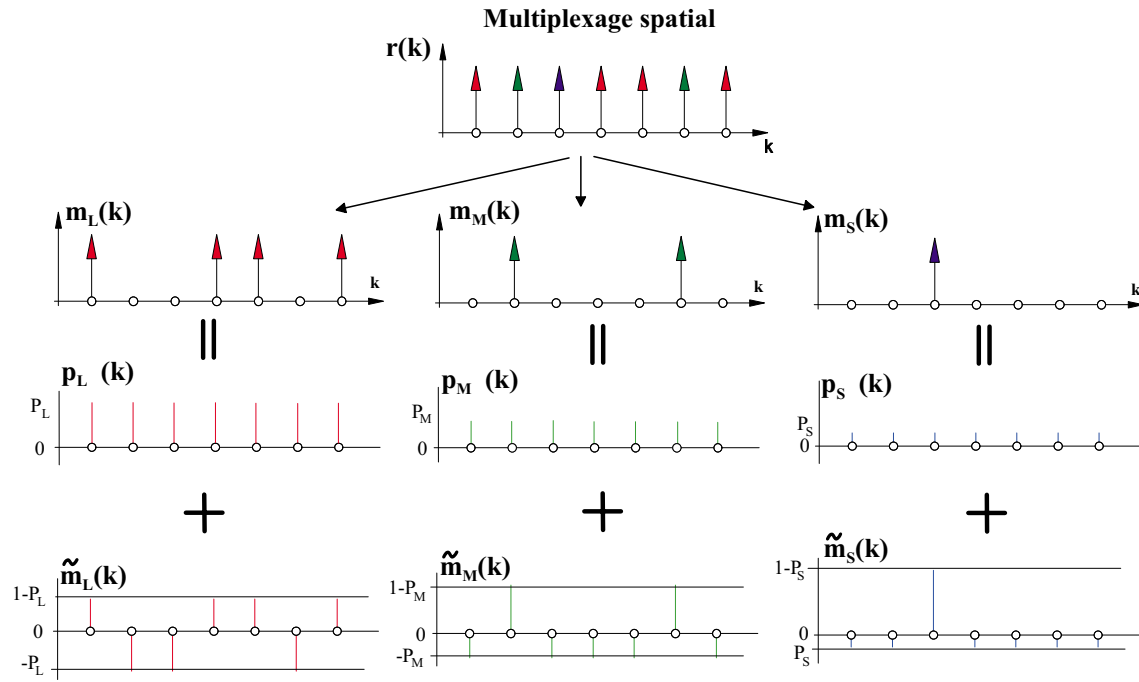 Multiplexage spatial
r(k)
k
m_L(k)
k
m_M(k)
k
m_S(k)
k
p_L (k)
P_L
0
p_M (k)
P_M
0
p_S (k)
P_S
0
m̃_L(k)
1-P_L
0
-P_L
m̃_M(k)
1-P_M
0
-P_M
m̃_S(k)
1-P_S
0
P_S